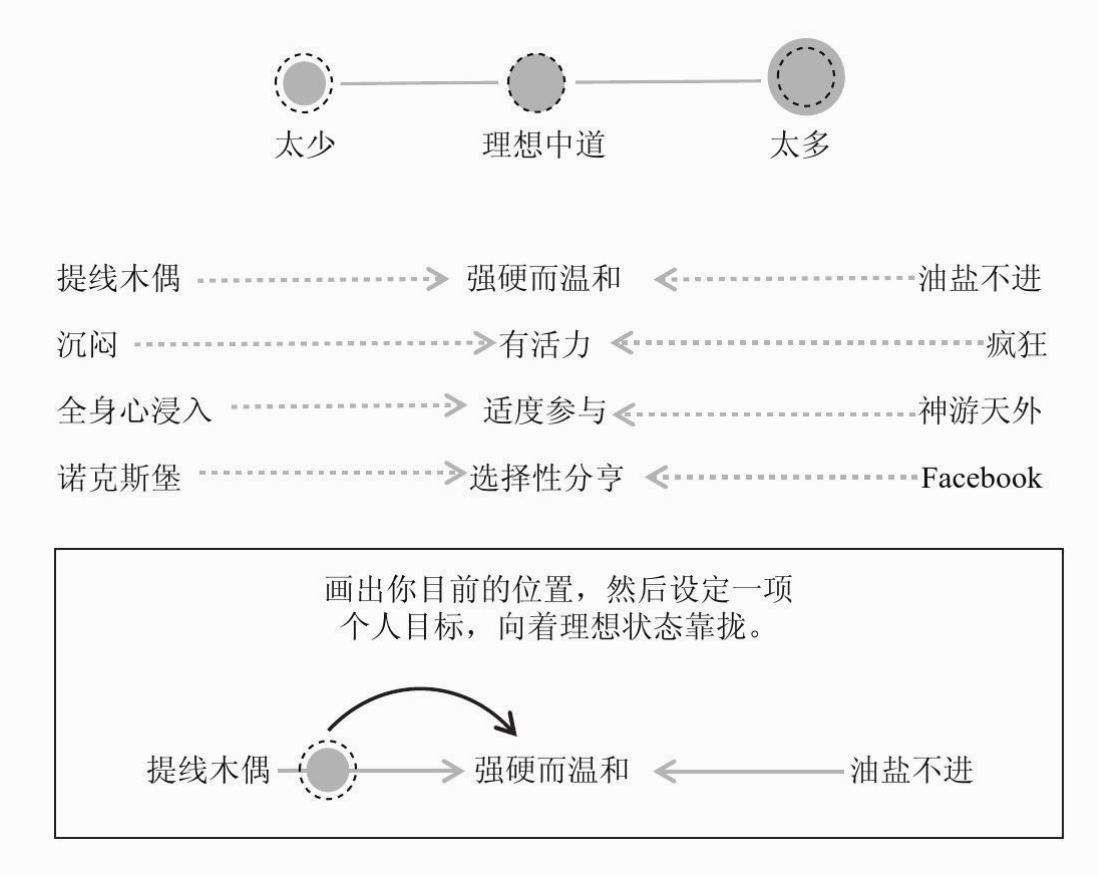 太少 理想中道 太多
提线木偶 强硬而温和 油盐不进
沉闷 有活力 疯狂
全身心浸入 适度参与 神游天外
诺克斯堡 选择性分享 Facebook
画出你目前的位置，然后设定一项
个人目标，向着理想状态靠拢。
提线木偶 强硬而温和 油盐不进